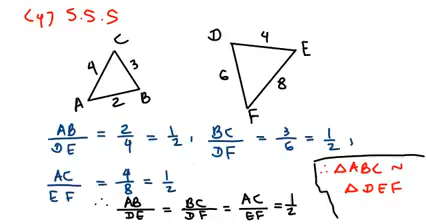 (4) S.S.S
C
4 3
A 2 B
D 4 E
6 8
F
AB/DE = 2/4 = 1/2, BC/DF = 3/6 = 1/2,
AC/EF = 4/8 = 1/2
∴ AB/DE = BC/DF = AC/EF = 1/2
∴ △ABC ~
△DEF